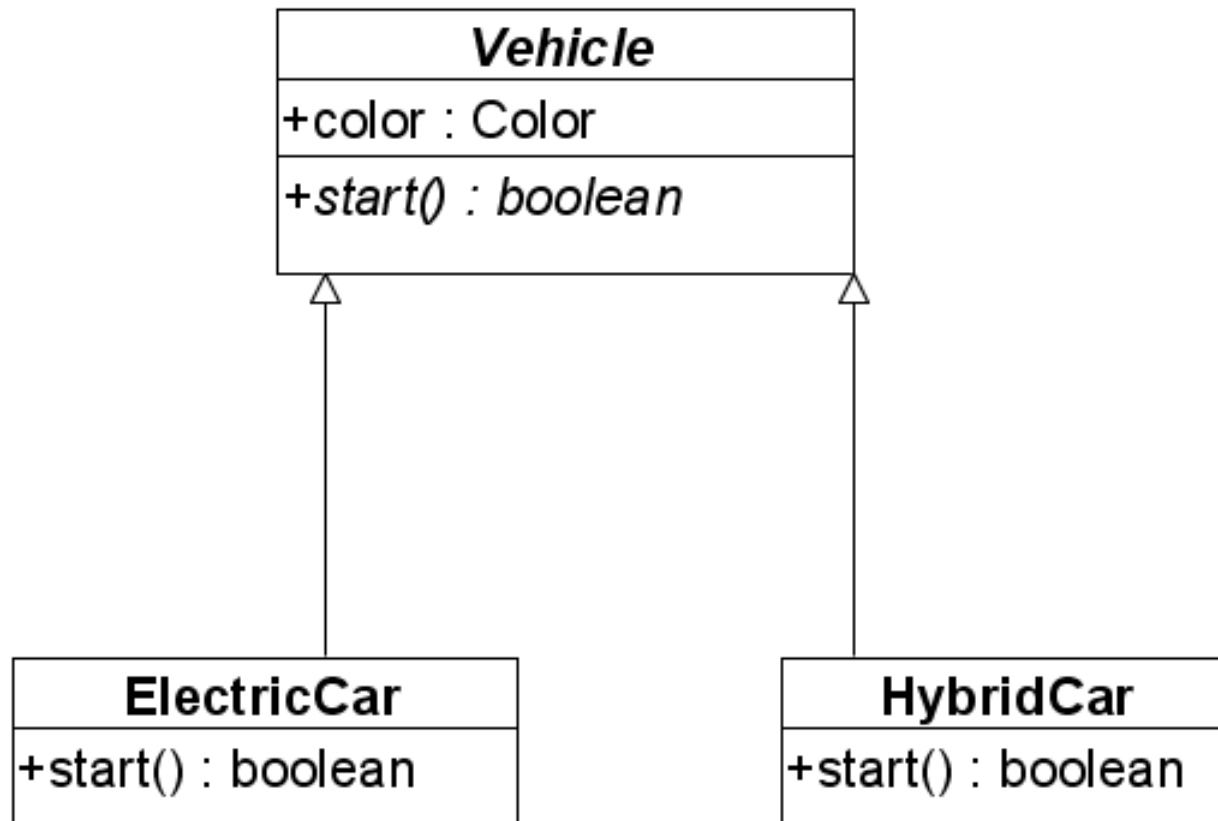 Vehicle
+color : Color
+start() : boolean
ElectricCar
+start() : boolean
HybridCar
+start() : boolean